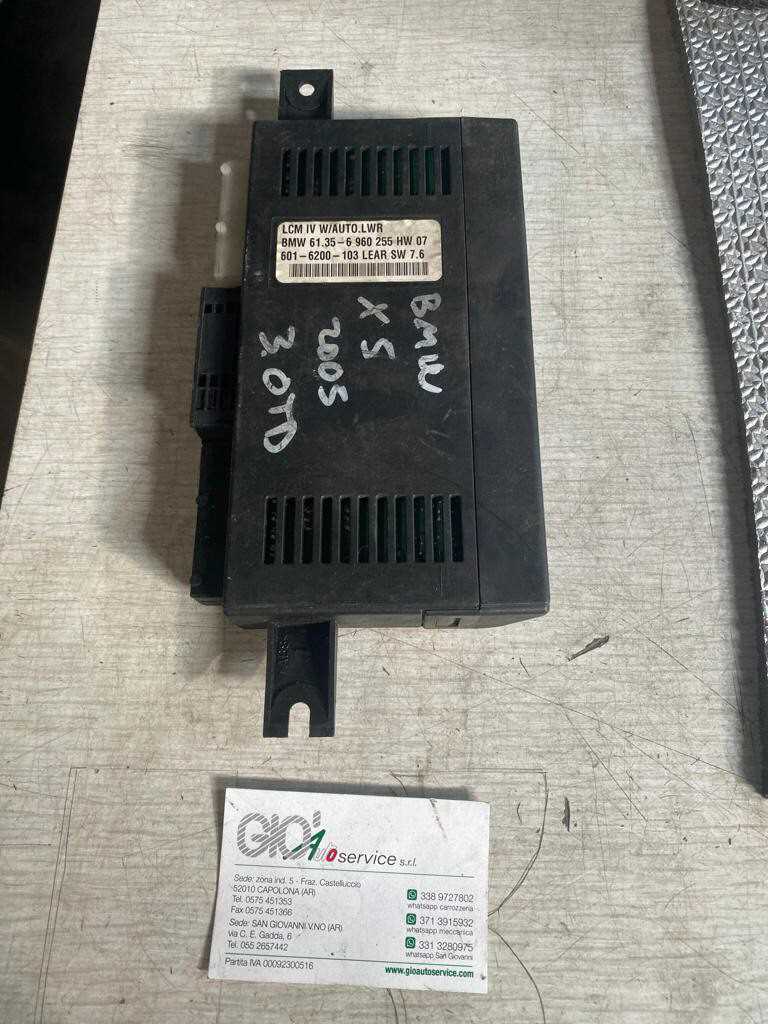 LCM IV W/AUTO.LWR
BMW 61.35-6 960 255 HW 07
601-6200-103 LEAR SW 7.6
BMW
X5
2005
3.0TD
GIO' Autoservice s.r.l.
Sede: zona ind. 5 - Fraz. Castelluccio
52010 CAPOLONA (AR)
Tel. 0575 451353
Fax 0575 451366
Sede: SAN GIOVANNI V.NO (AR)
via C. E. Gadda, 6
Tel. 055 2657442
Partita IVA 00092300516
338 9727802
whatsapp carrozzeria
371 3915932
whatsapp meccanica
331 3280975
whatsapp San Giovanni
www.gioautoservice.com